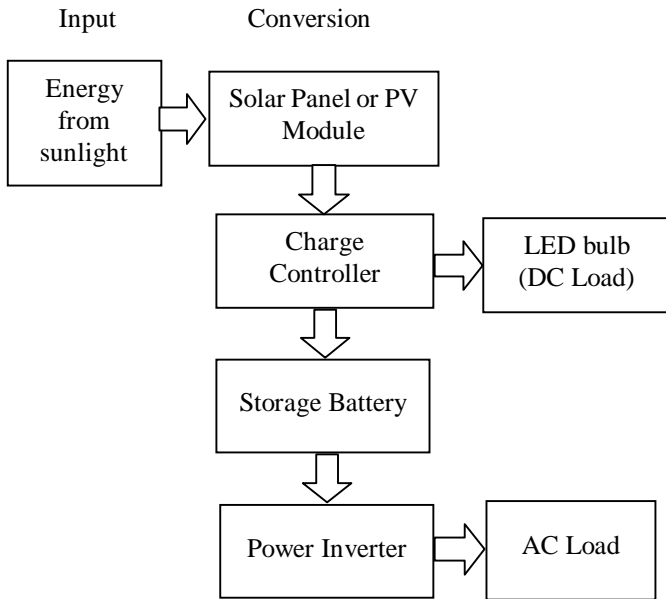 Input
Conversion
Energy
from
sunlight
Solar Panel or PV
Module
Charge
Controller
LED bulb
(DC Load)
Storage Battery
Power Inverter
AC Load